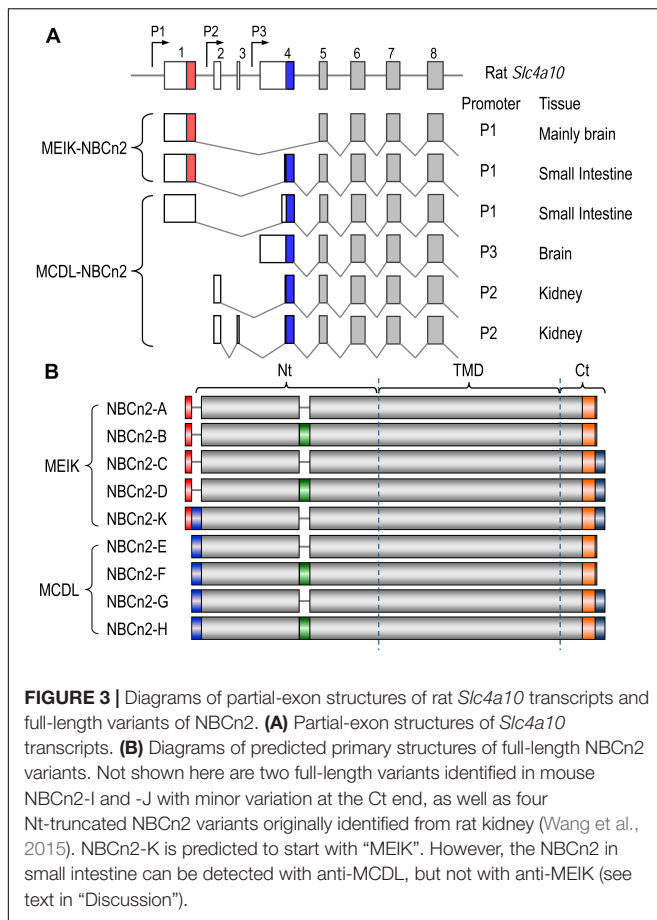 A
P1 P2 P3
1 2 3 4 5 6 7 8
Rat Slc4a10
Promoter Tissue
MEIK-NBCn2
P1 Mainly brain
P1 Small Intestine
MCDL-NBCn2
P1 Small Intestine
P3 Brain
P2 Kidney
P2 Kidney
B
Nt TMD Ct
MEIK
NBCn2-A
NBCn2-B
NBCn2-C
NBCn2-D
NBCn2-K
MCDL
NBCn2-E
NBCn2-F
NBCn2-G
NBCn2-H
FIGURE 3 | Diagrams of partial-exon structures of rat Slc4a10 transcripts and
full-length variants of NBCn2. (A) Partial-exon structures of Slc4a10
transcripts. (B) Diagrams of predicted primary structures of full-length NBCn2
variants. Not shown here are two full-length variants identified in mouse
NBCn2-I and -J with minor variation at the Ct end, as well as four
Nt-truncated NBCn2 variants originally identified from rat kidney (Wang et al.,
2015). NBCn2-K is predicted to start with “MEIK”. However, the NBCn2 in
small intestine can be detected with anti-MCDL, but not with anti-MEIK (see
text in “Discussion”).